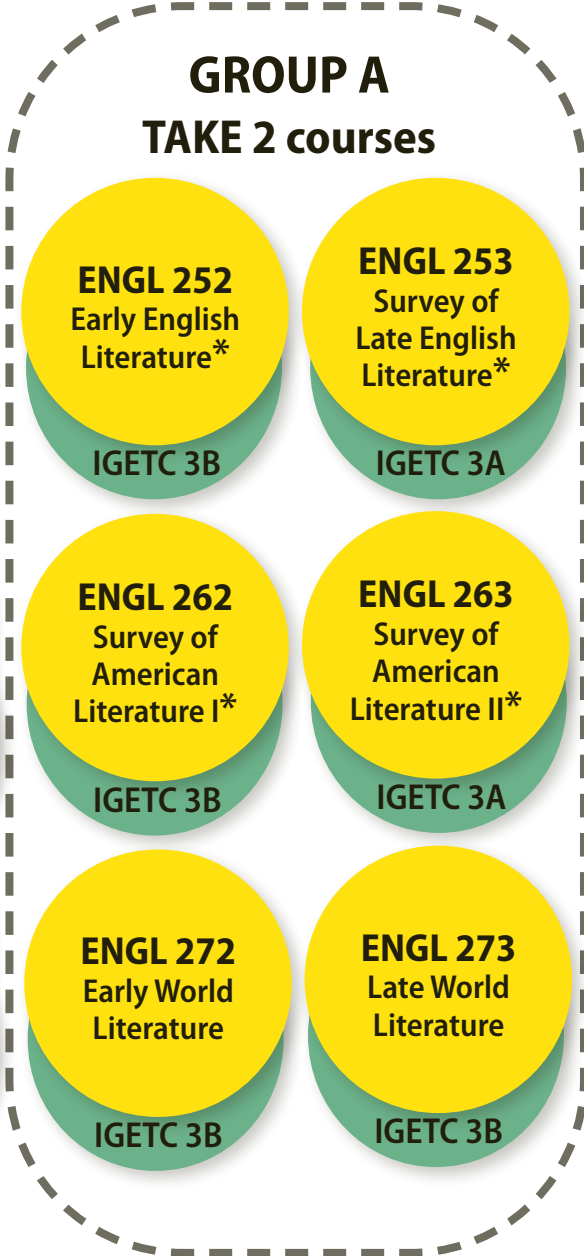 GROUP A
TAKE 2 courses
ENGL 252
Early English
Literature*
IGETC 3B
ENGL 253
Survey of
Late English
Literature*
IGETC 3A
ENGL 262
Survey of
American
Literature I*
IGETC 3B
ENGL 263
Survey of
American
Literature II*
IGETC 3A
ENGL 272
Early World
Literature
IGETC 3B
ENGL 273
Late World
Literature
IGETC 3B